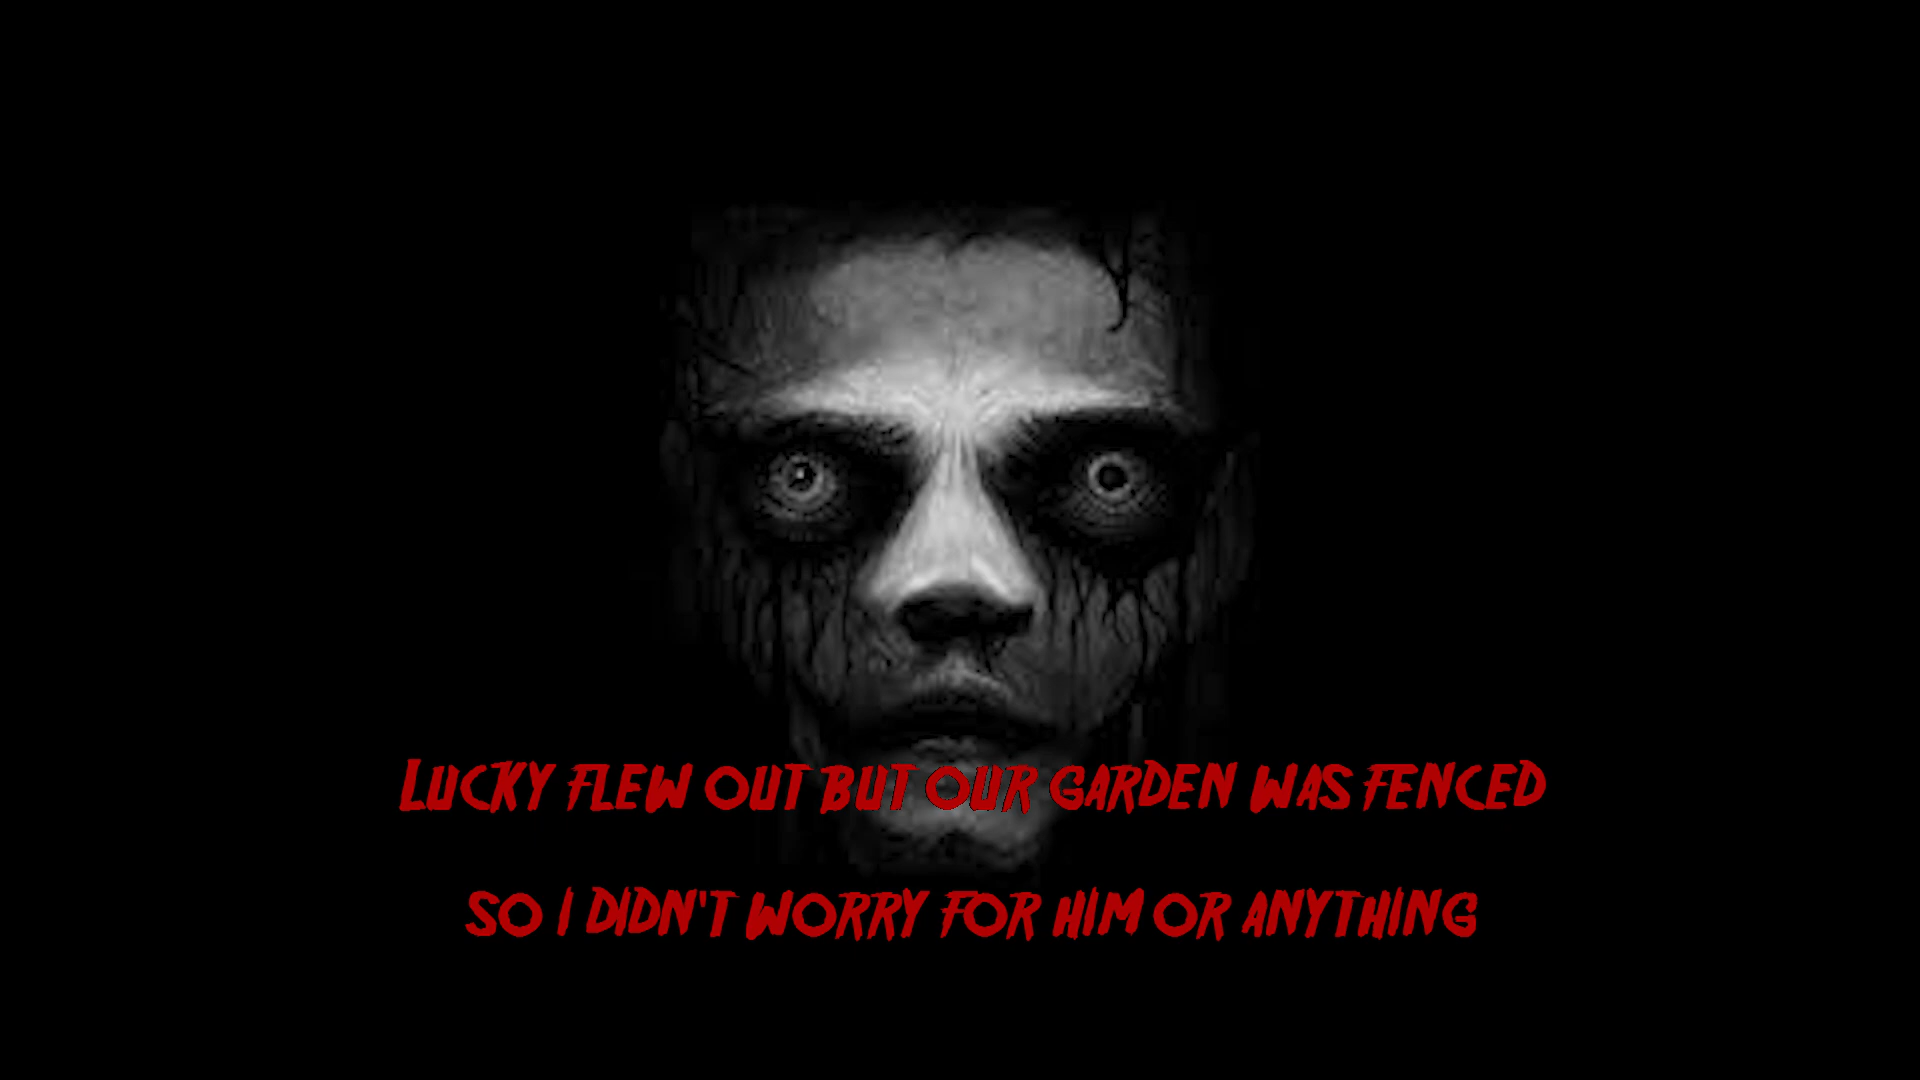 LUCKY FLEW OUT BUT OUR GARDEN WAS FENCED
SO I DIDN'T WORRY FOR HIM OR ANYTHING